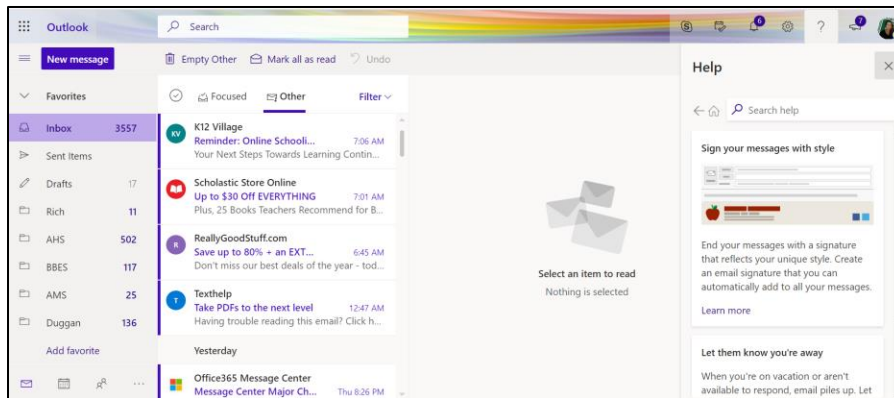 Outlook
Search
6
7
New message
Empty Other
Mark all as read
Undo
Favorites
Inbox 3557
Sent Items
Drafts 17
Rich 11
AHS 502
BBES 117
AMS 25
Duggan 136
Add favorite
Focused
Other
Filter
KV
K12 Village
Reminder: Online Schooli... 7:06 AM
Your Next Steps Towards Learning Contin...
Scholastic Store Online
Up to $30 Off EVERYTHING 7:01 AM
Plus, 25 Books Teachers Recommend for B...
R
ReallyGoodStuff.com
Save up to 80% + an EXT... 6:45 AM
Don't miss our best deals of the year - tod...
T
Texthelp
Take PDFs to the next level 12:47 AM
Having trouble reading this email? Click h...
Yesterday
Office365 Message Center
Message Center Major Ch... Thu 8:26 PM
Select an item to read
Nothing is selected
Help
Search help
Sign your messages with style
End your messages with a signature
that reflects your unique style. Create
an email signature that you can
automatically add to all your messages.
Learn more
Let them know you're away
When you're on vacation or aren't
available to respond, email piles up. Let